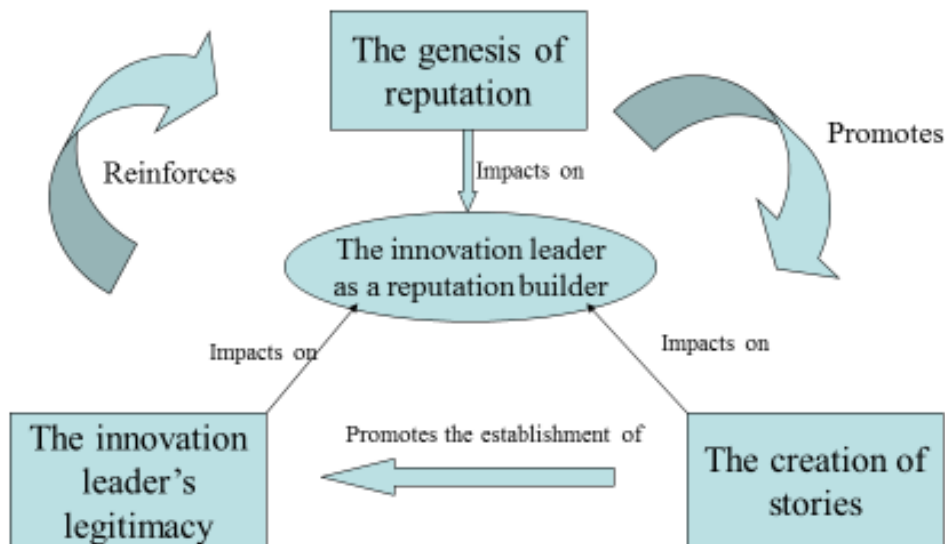 The genesis of
reputation
Promotes
Reinforces
Impacts on
The innovation leader
as a reputation builder
Impacts on
Impacts on
The innovation
leader's
legitimacy
Promotes the establishment of
The creation of
stories